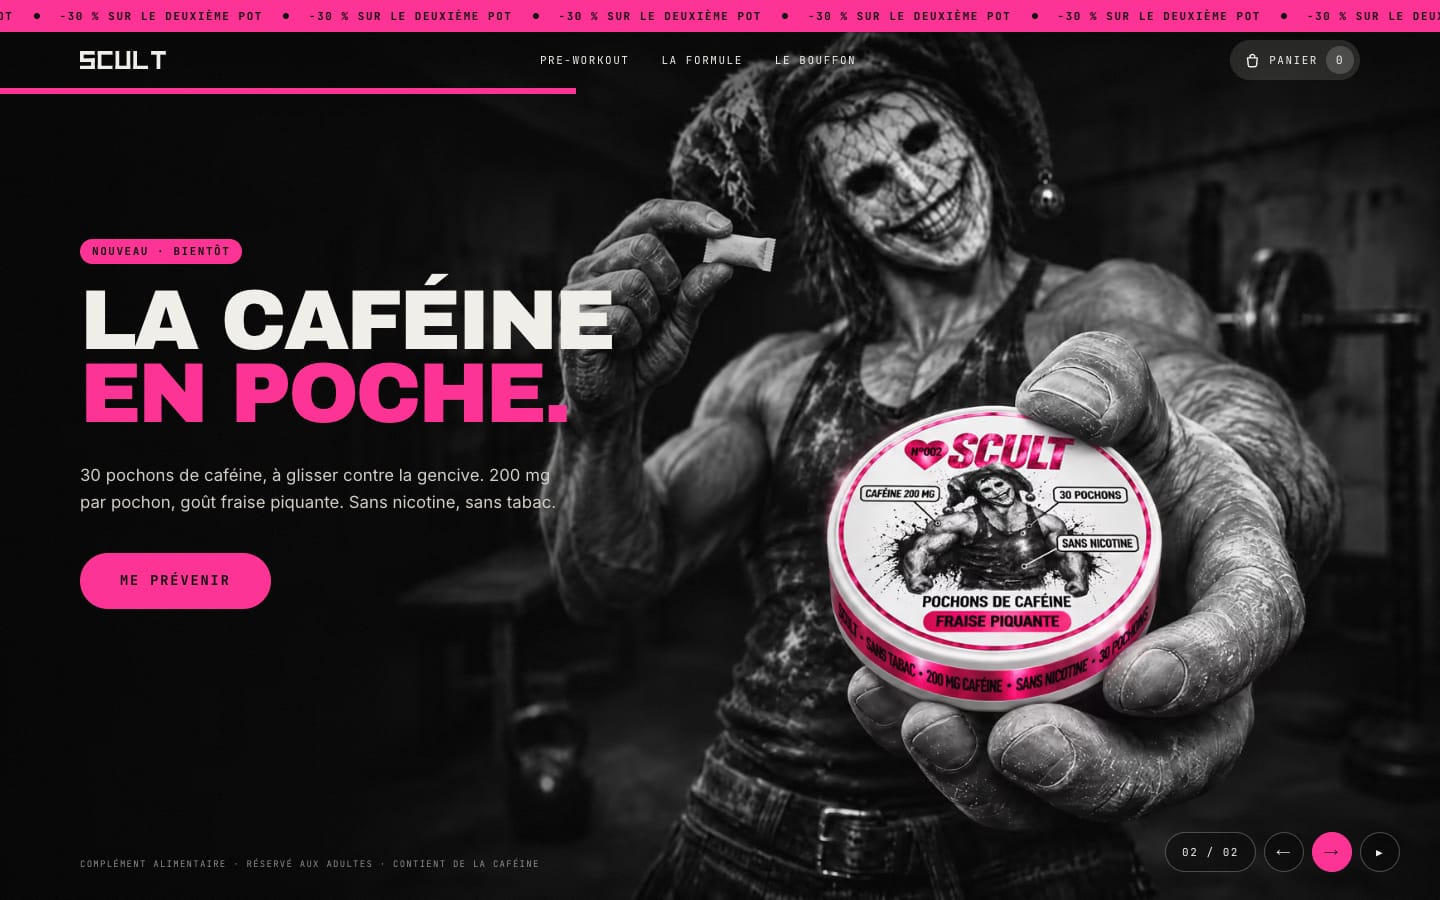 -30 % SUR LE DEUXIÈME POT • -30 % SUR LE DEUXIÈME POT • -30 % SUR LE DEUXIÈME POT • -30 % SUR LE DEUXIÈME POT • -30 % SUR LE DEUXIÈME POT •
SCULT
PRE-WORKOUT LA FORMULE LE BOUFFON
PANIER 0
NOUVEAU · BIENTÔT
LA CAFÉINE
EN POCHE.
30 pochons de caféine, à glisser contre la gencive. 200 mg
par pochon, goût fraise piquante. Sans nicotine, sans tabac.
ME PRÉVENIR
N°002 SCULT
CAFÉINE 200 MG
30 POCHONS
SANS NICOTINE
POCHONS DE CAFÉINE
FRAISE PIQUANTE
SCULT • SANS TABAC • 200 MG CAFÉINE • SANS NICOTINE • 30 POCHONS
COMPLÉMENT ALIMENTAIRE · RÉSERVÉ AUX ADULTES · CONTIENT DE LA CAFÉINE
02 / 02 ← → ▶